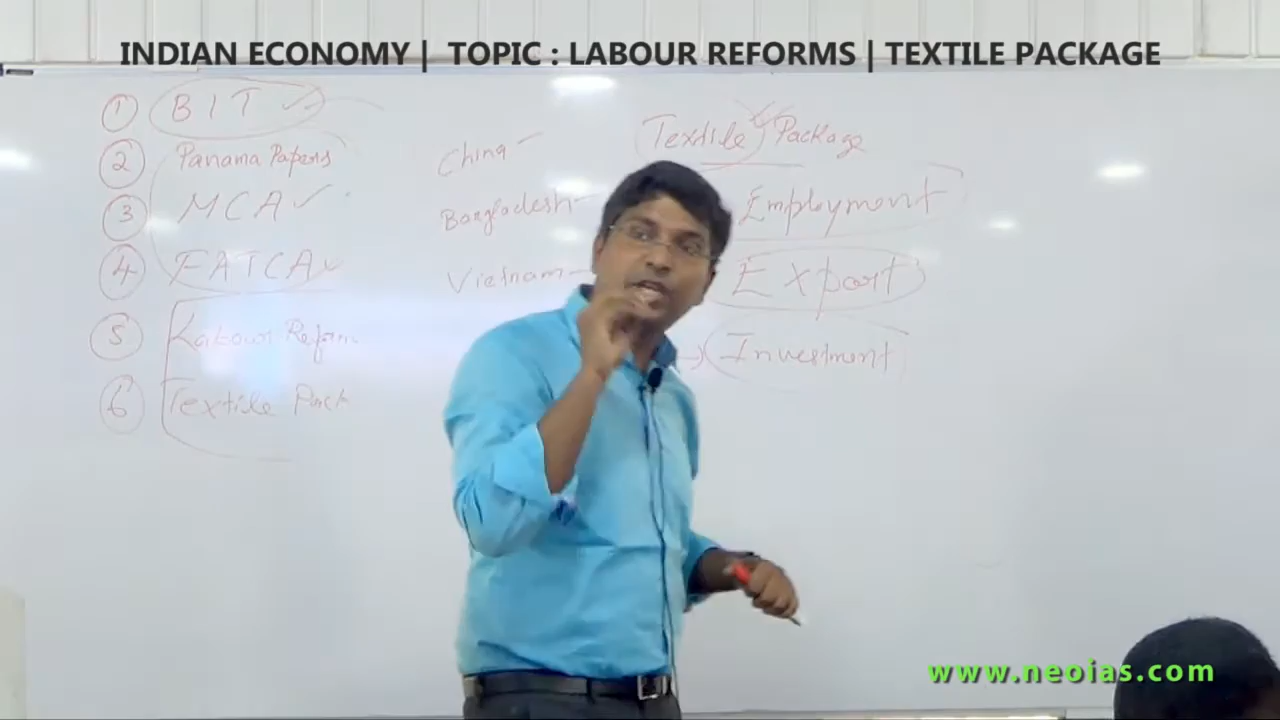 INDIAN ECONOMY | TOPIC : LABOUR REFORMS | TEXTILE PACKAGE
1 BIT
2 Panama Papers
3 MCA
4 FATCA
5 Labour Reform
6 Textile Pack
China
Bangladesh
Vietnam
Textile Package
Employment
Export
Investment
www.neoias.com